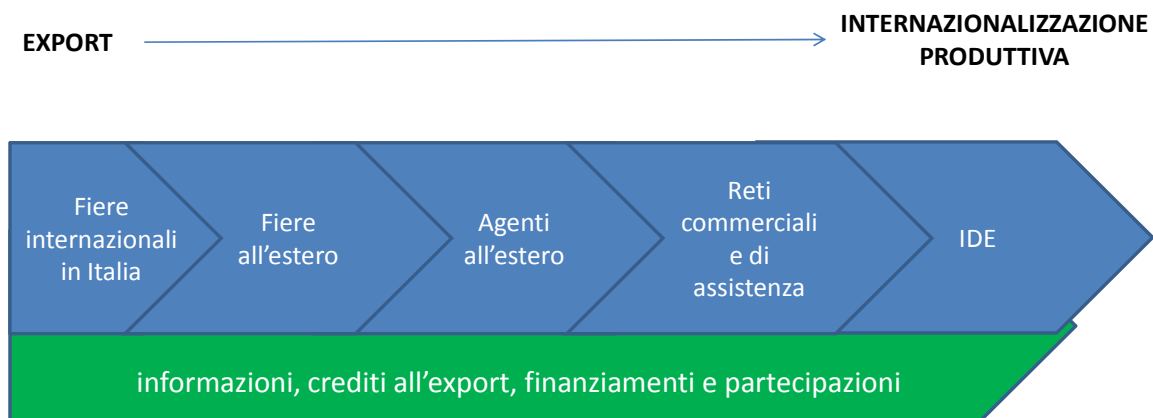 EXPORT
INTERNAZIONALIZZAZIONE
PRODUTTIVA
Fiere
internazionali
in Italia
Fiere
all’estero
Agenti
all’estero
Reti
commerciali
e di
assistenza
IDE
informazioni, crediti all’export, finanziamenti e partecipazioni